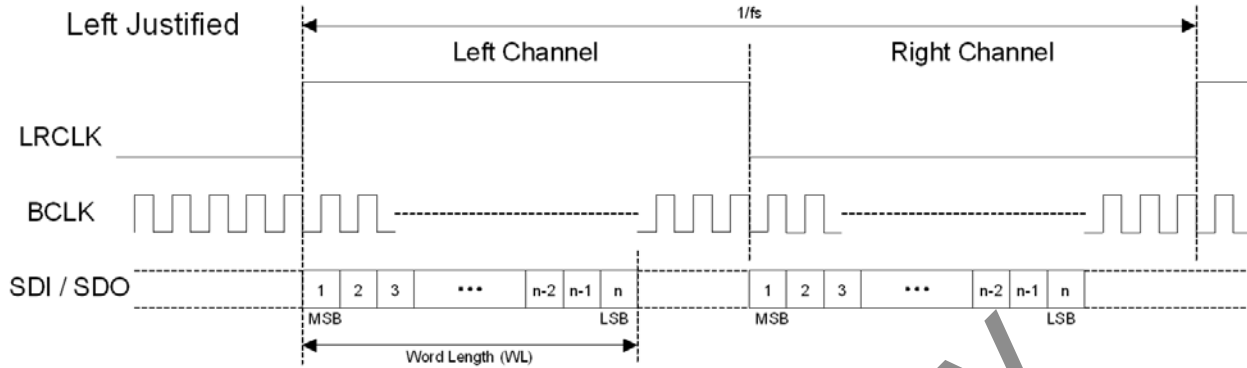 Left Justified
1/fs
Left Channel
Right Channel
LRCLK
BCLK
SDI / SDO
1 2 3 ••• n-2 n-1 n
1 2 3 ••• n-2 n-1 n
MSB LSB
MSB LSB
Word Length (WL)